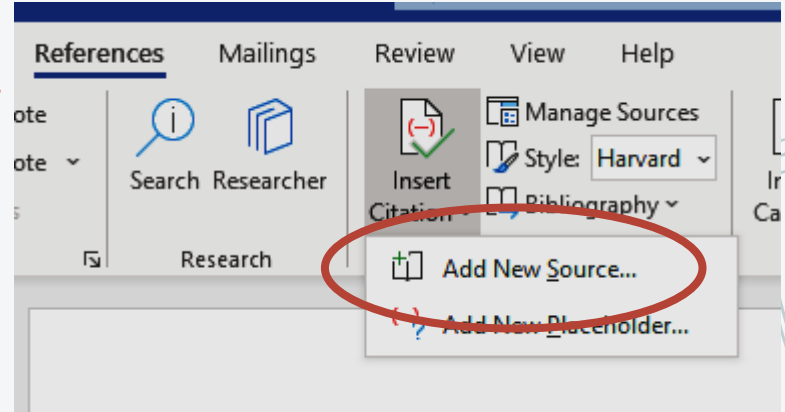 References Mailings Review View Help
ote
ote
Search Researcher
Research
Insert
Citation
Manage Sources
Style: Harvard
Bibliography
Add New Source...
Add New Placeholder...
Ca